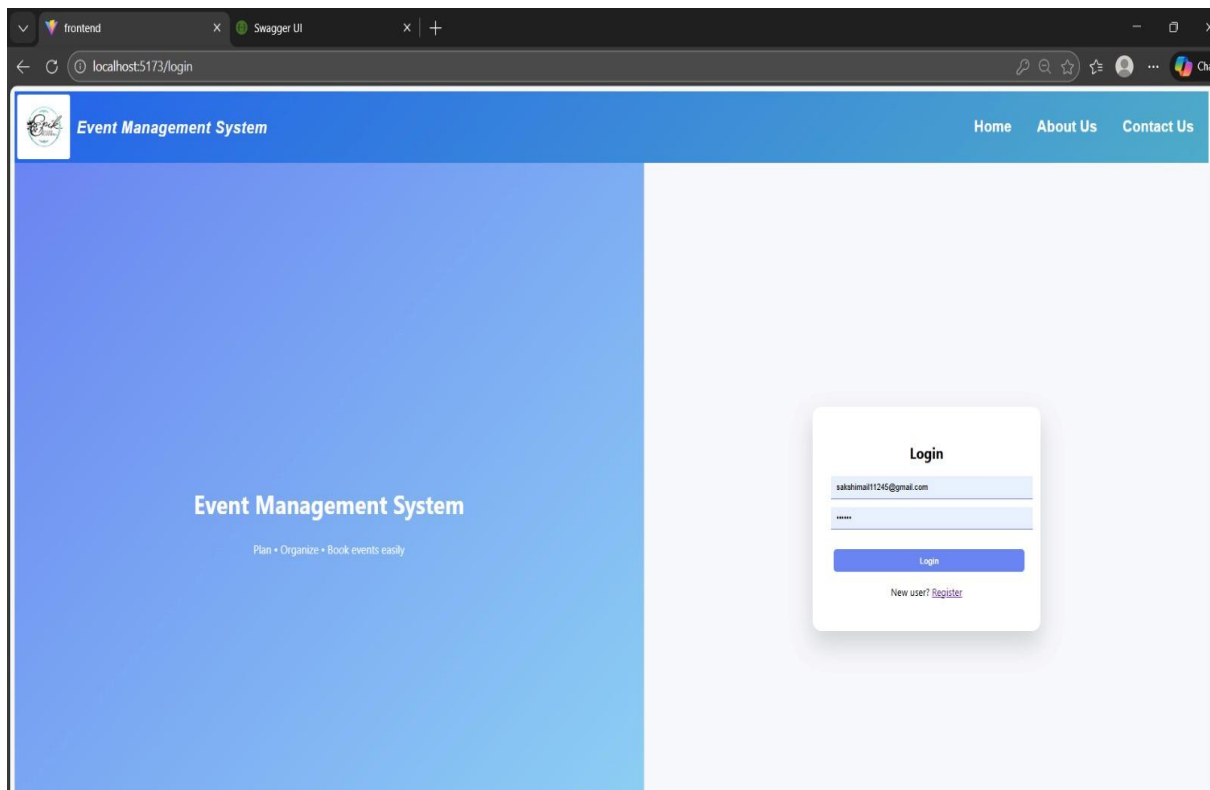 frontend
Swagger UI
localhost:5173/login
Event Management System
Home
About Us
Contact Us
Event Management System
Plan • Organize • Book events easily
Login
sakshimail11245@gmail.com
••••••
Login
New user? Register